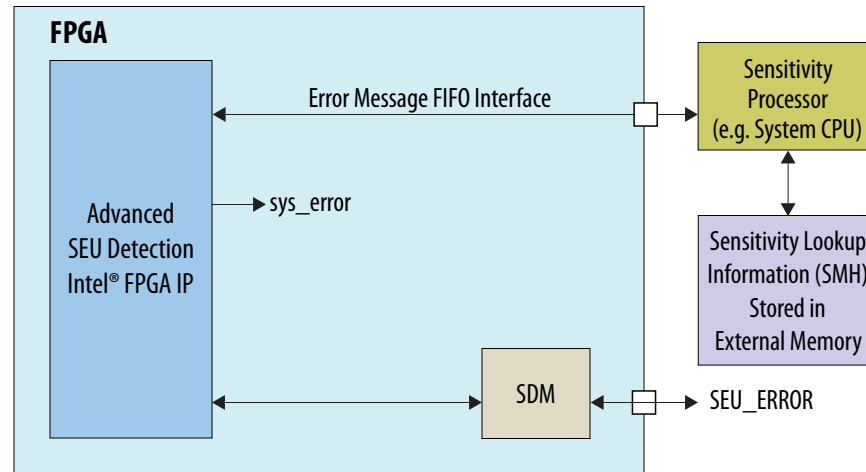 FPGA
Error Message FIFO Interface
Sensitivity
Processor
(e.g. System CPU)
sys_error
Advanced
SEU Detection
Intel® FPGA IP
Sensitivity Lookup
Information (SMH)
Stored in
External Memory
SDM
SEU_ERROR